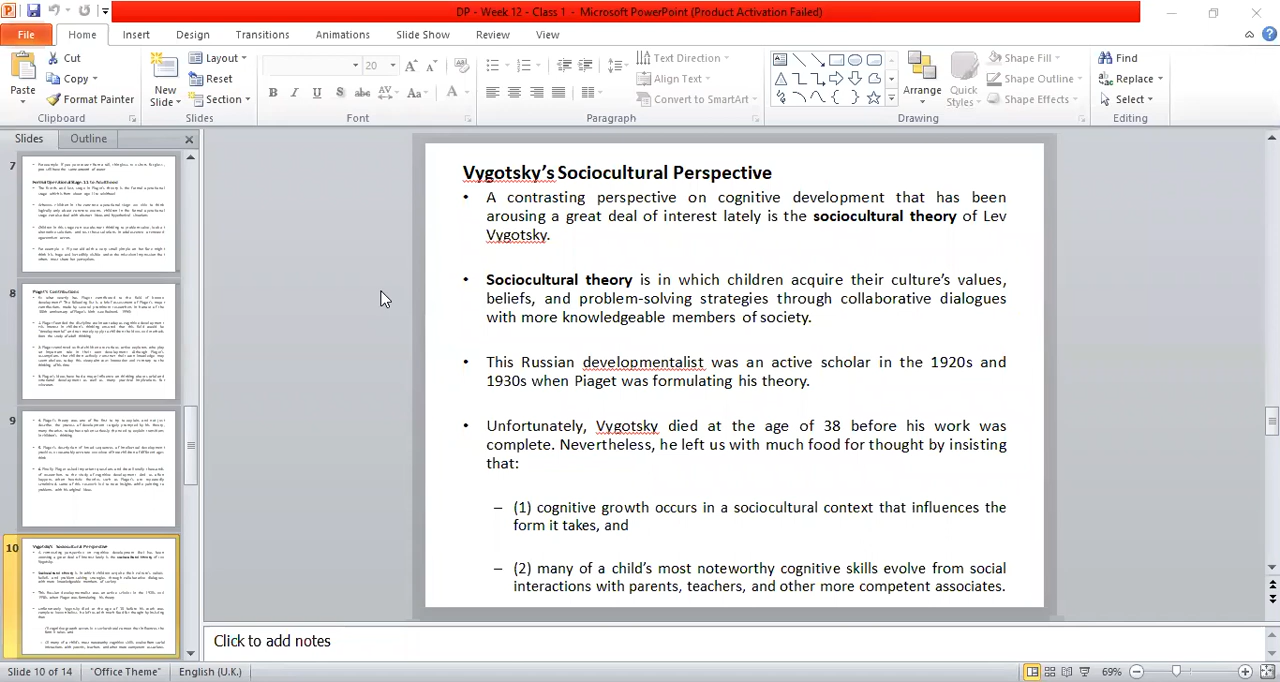 DP - Week 12 - Class 1 - Microsoft PowerPoint (Product Activation Failed)
File Home Insert Design Transitions Animations Slide Show Review View
Paste Cut Copy Format Painter Clipboard
New Slide Layout Reset Section Slides
20 B I U S abc AV Aa A Font
Text Direction Align Text Convert to SmartArt Paragraph
Arrange Quick Styles Shape Fill Shape Outline Shape Effects Drawing
Find Replace Select Editing
Slides Outline
7
8
Piaget's Contributions
9
10
Vygotsky's Sociocultural Perspective
• A contrasting perspective on cognitive development that has been
arousing a great deal of interest lately is the sociocultural theory of Lev
Vygotsky.
• Sociocultural theory is in which children acquire their culture's values,
beliefs, and problem-solving strategies through collaborative dialogues
with more knowledgeable members of society.
• This Russian developmentalist was an active scholar in the 1920s and
1930s when Piaget was formulating his theory.
• Unfortunately, Vygotsky died at the age of 38 before his work was
complete. Nevertheless, he left us with much food for thought by insisting
that:
– (1) cognitive growth occurs in a sociocultural context that influences the
form it takes, and
– (2) many of a child's most noteworthy cognitive skills evolve from social
interactions with parents, teachers, and other more competent associates.
Click to add notes
Slide 10 of 14 "Office Theme" English (U.K.) 69%